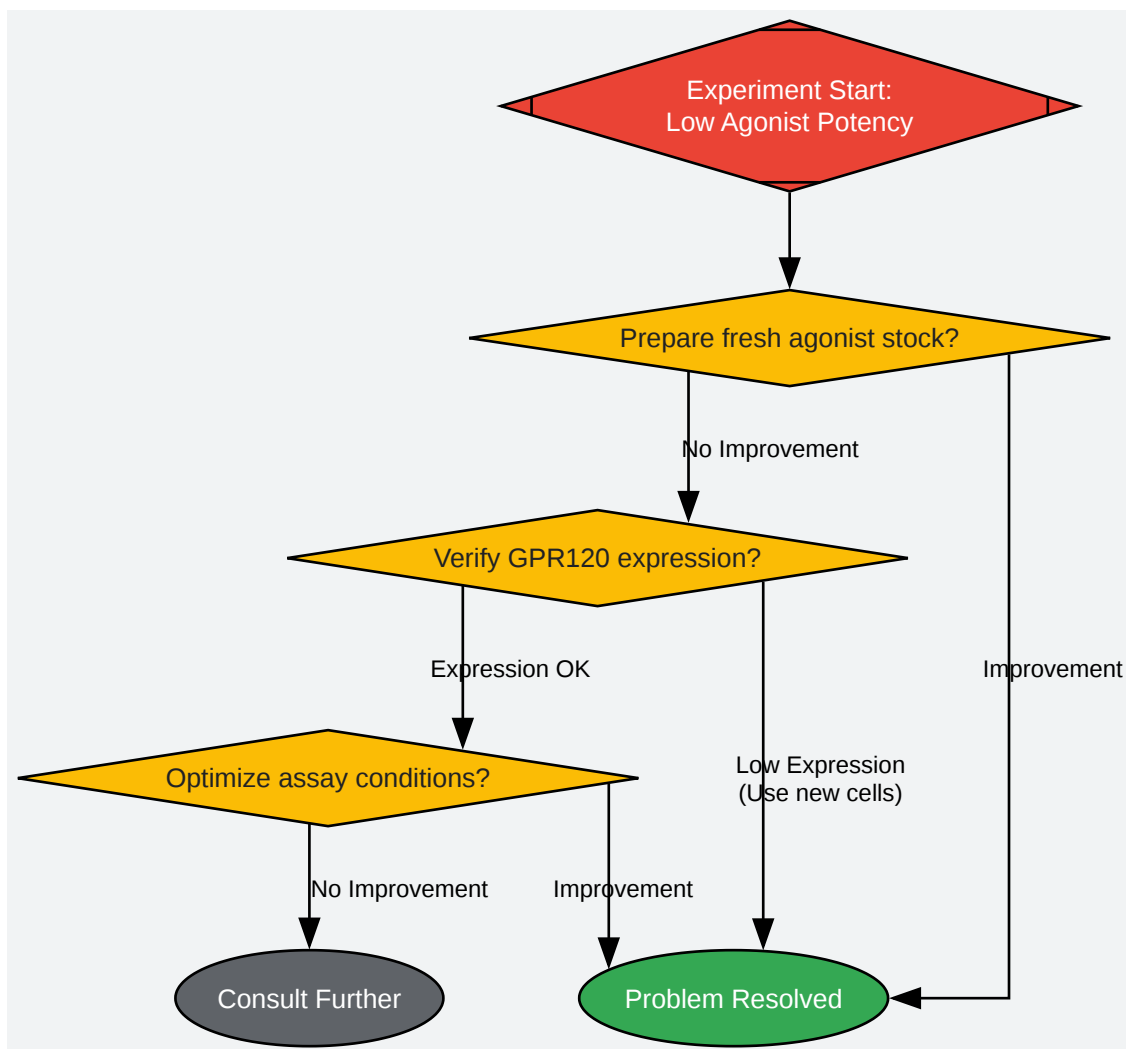 Experiment Start:
Low Agonist Potency
Prepare fresh agonist stock?
No Improvement
Verify GPR120 expression?
Expression OK
Improvement
Low Expression
(Use new cells)
Optimize assay conditions?
No Improvement
Improvement
Consult Further
Problem Resolved